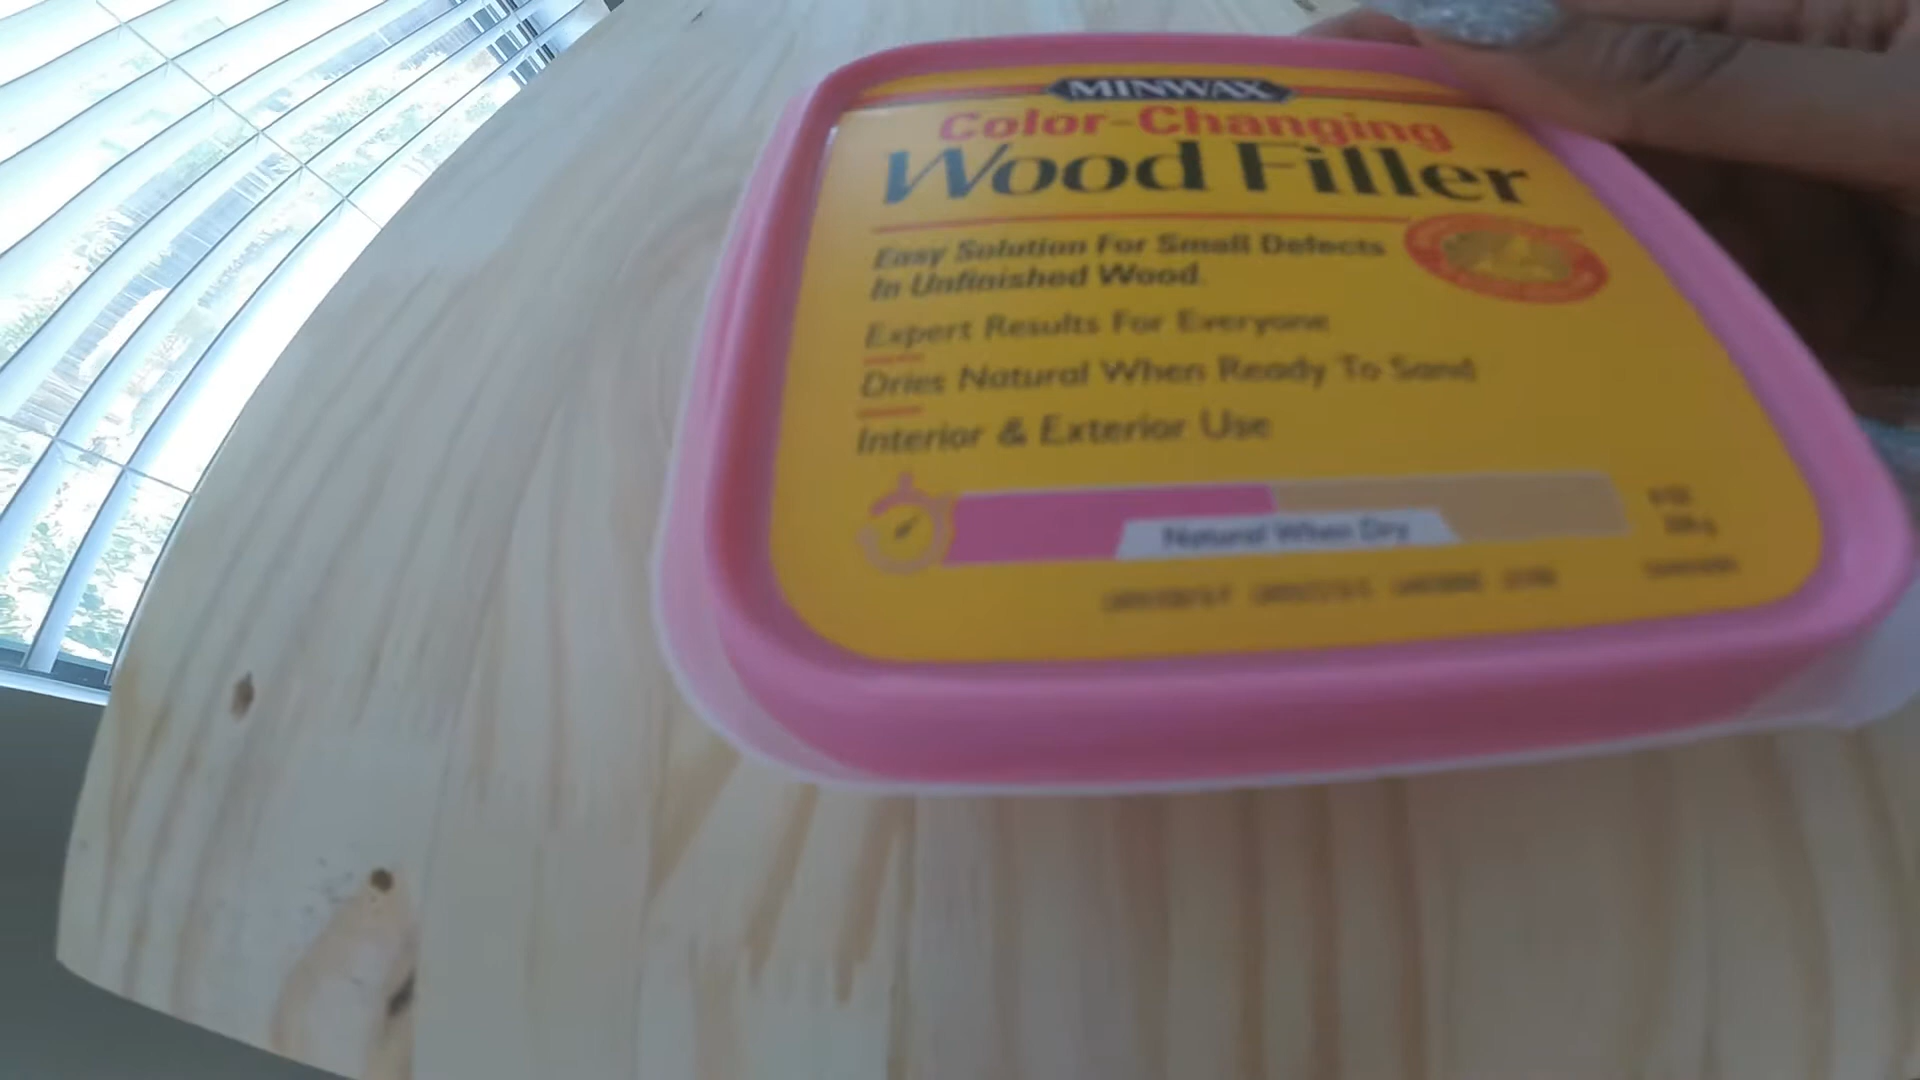 MINWAX
Color-Changing
Wood Filler
Easy Solution For Small Defects
In Unfinished Wood.
Expert Results For Everyone
Dries Natural When Ready To Sand
Interior & Exterior Use
Natural When Dry